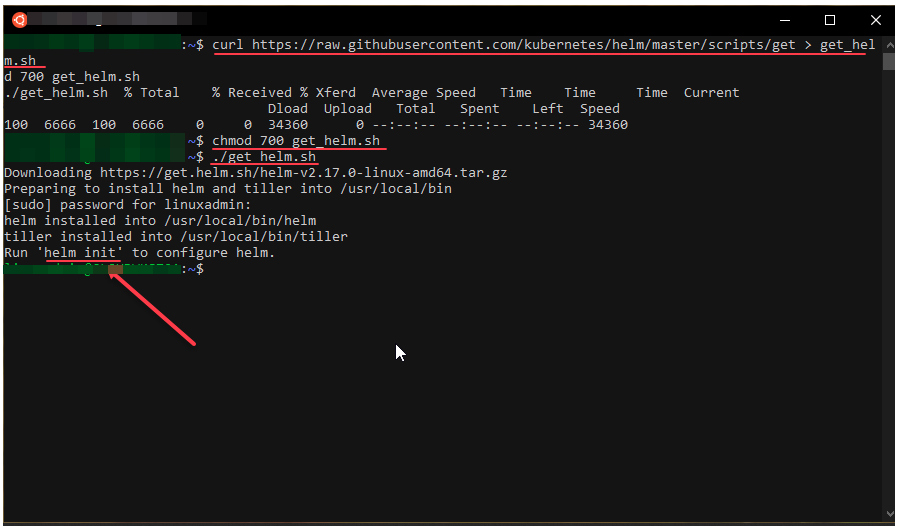 :~$ curl https://raw.githubusercontent.com/kubernetes/helm/master/scripts/get > get_hel
m.sh
d 700 get_helm.sh
./get_helm.sh  % Total    % Received % Xferd  Average Speed   Time    Time     Time  Current
                                 Dload  Upload   Total   Spent    Left  Speed
100  6666  100  6666    0     0  34360      0 --:--:-- --:--:-- --:--:-- 34360
~$ chmod 700 get_helm.sh
~$ ./get_helm.sh
Downloading https://get.helm.sh/helm-v2.17.0-linux-amd64.tar.gz
Preparing to install helm and tiller into /usr/local/bin
[sudo] password for linuxadmin:
helm installed into /usr/local/bin/helm
tiller installed into /usr/local/bin/tiller
Run 'helm init' to configure helm.
:~$